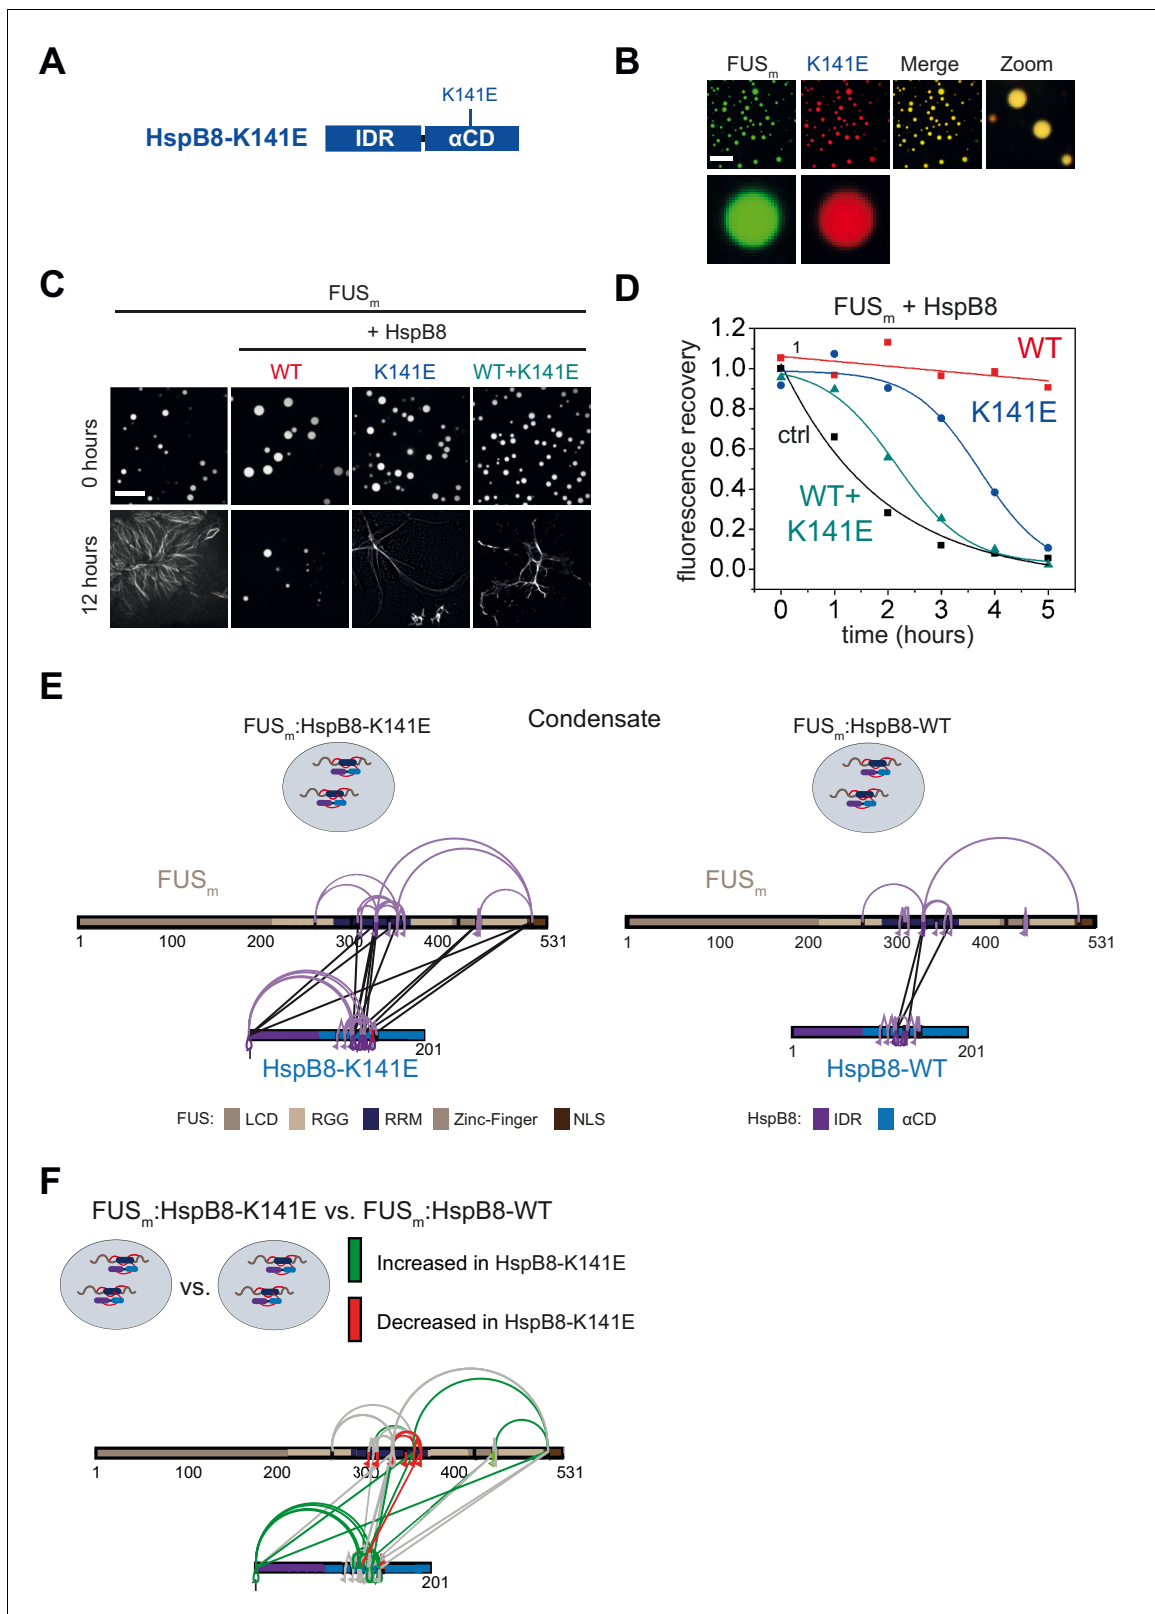 A
K141E
HspB8-K141E
IDR
αCD
B
FUSm
K141E
Merge
Zoom
C
FUSm
+ HspB8
WT
K141E
WT+K141E
0 hours
12 hours
D
FUSm + HspB8
fluorescence recovery
1.2
1.0
0.8
0.6
0.4
0.2
0.0
1
WT
K141E
ctrl
WT+
K141E
0 1 2 3 4 5
time (hours)
E
Condensate
FUSm:HspB8-K141E
FUSm:HspB8-WT
FUSm
1 100 200 300 400 531
1 201
HspB8-K141E
FUSm
1 100 200 300 400 531
1 201
HspB8-WT
FUS: LCD RGG RRM Zinc-Finger NLS
HspB8: IDR αCD
F
FUSm:HspB8-K141E vs. FUSm:HspB8-WT
vs.
Increased in HspB8-K141E
Decreased in HspB8-K141E
1 100 200 300 400 531
1 201